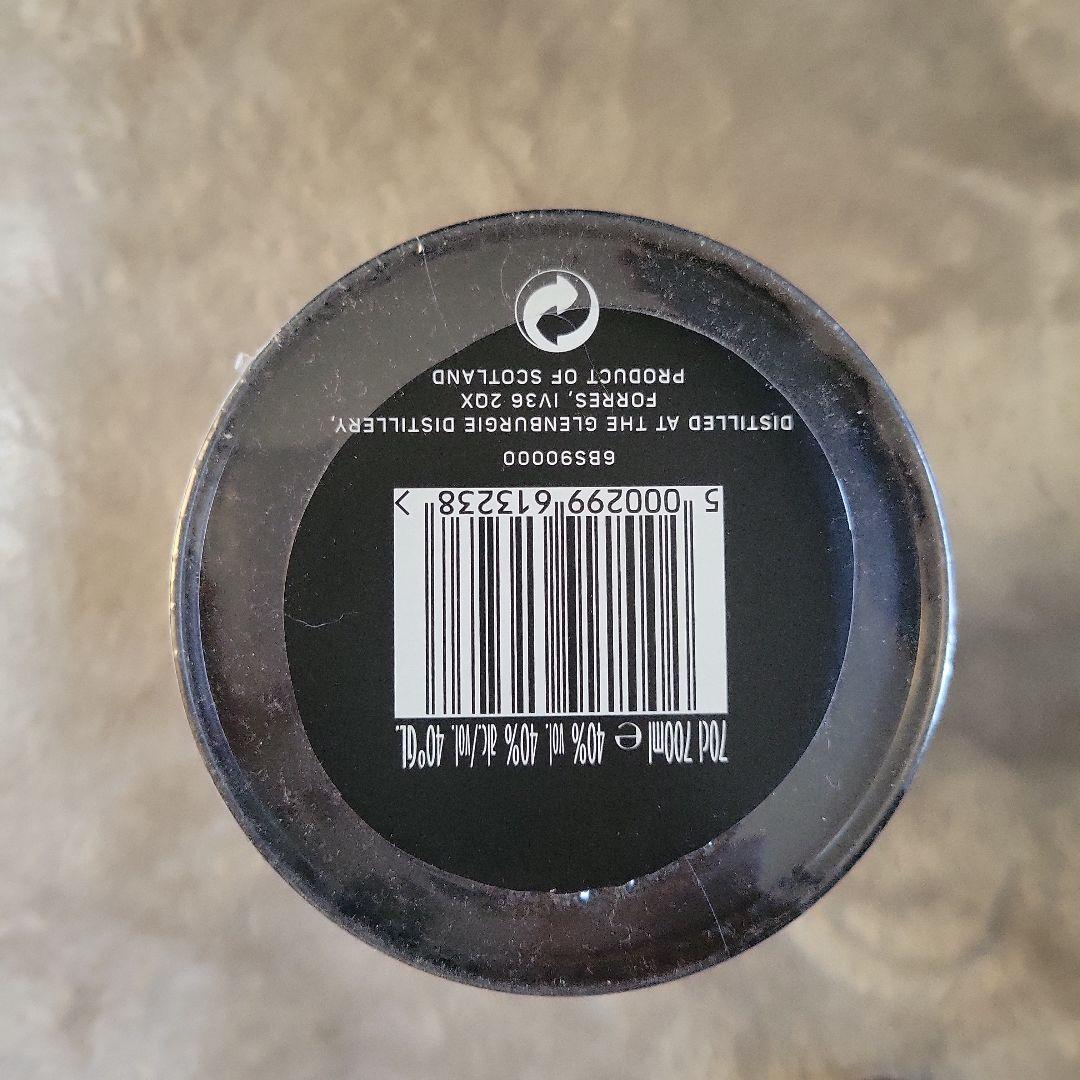 70cl 700ml e 40% vol. 40% alc./vol. 40°GL.
5 000299 613238 >
6BS90000
DISTILLED AT THE GLENBURGIE DISTILLERY,
FORRES, IV36 2QX
PRODUCT OF SCOTLAND